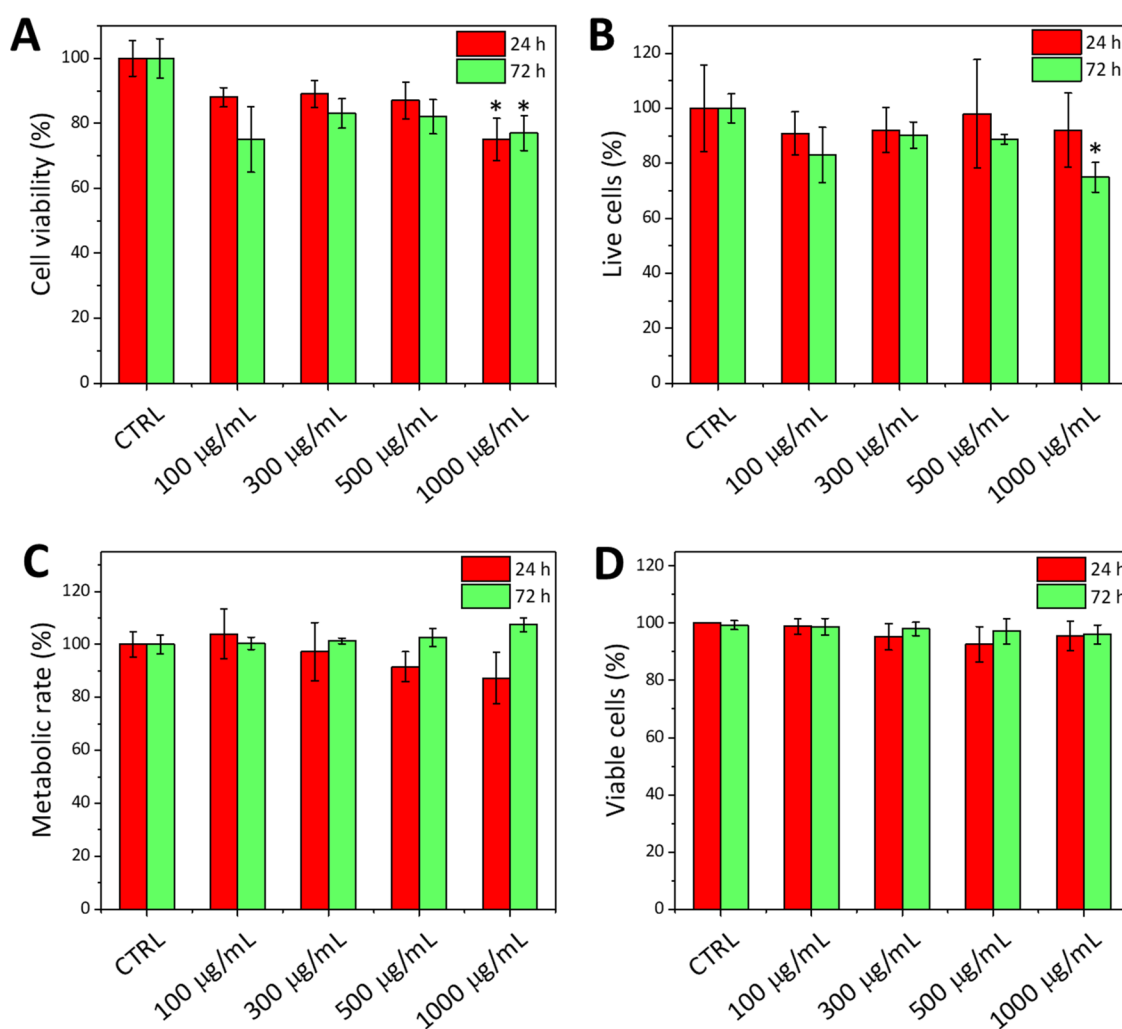 A
Cell viability (%)
100
80
60
40
20
0
24 h
72 h
* *
CTRL
100 μg/mL
300 μg/mL
500 μg/mL
1000 μg/mL
B
Live cells (%)
120
100
80
60
40
20
0
24 h
72 h
*
CTRL
100 μg/mL
300 μg/mL
500 μg/mL
1000 μg/mL
C
Metabolic rate (%)
120
100
80
60
40
20
0
24 h
72 h
CTRL
100 μg/mL
300 μg/mL
500 μg/mL
1000 μg/mL
D
Viable cells (%)
120
100
80
60
40
20
0
24 h
72 h
CTRL
100 μg/mL
300 μg/mL
500 μg/mL
1000 μg/mL